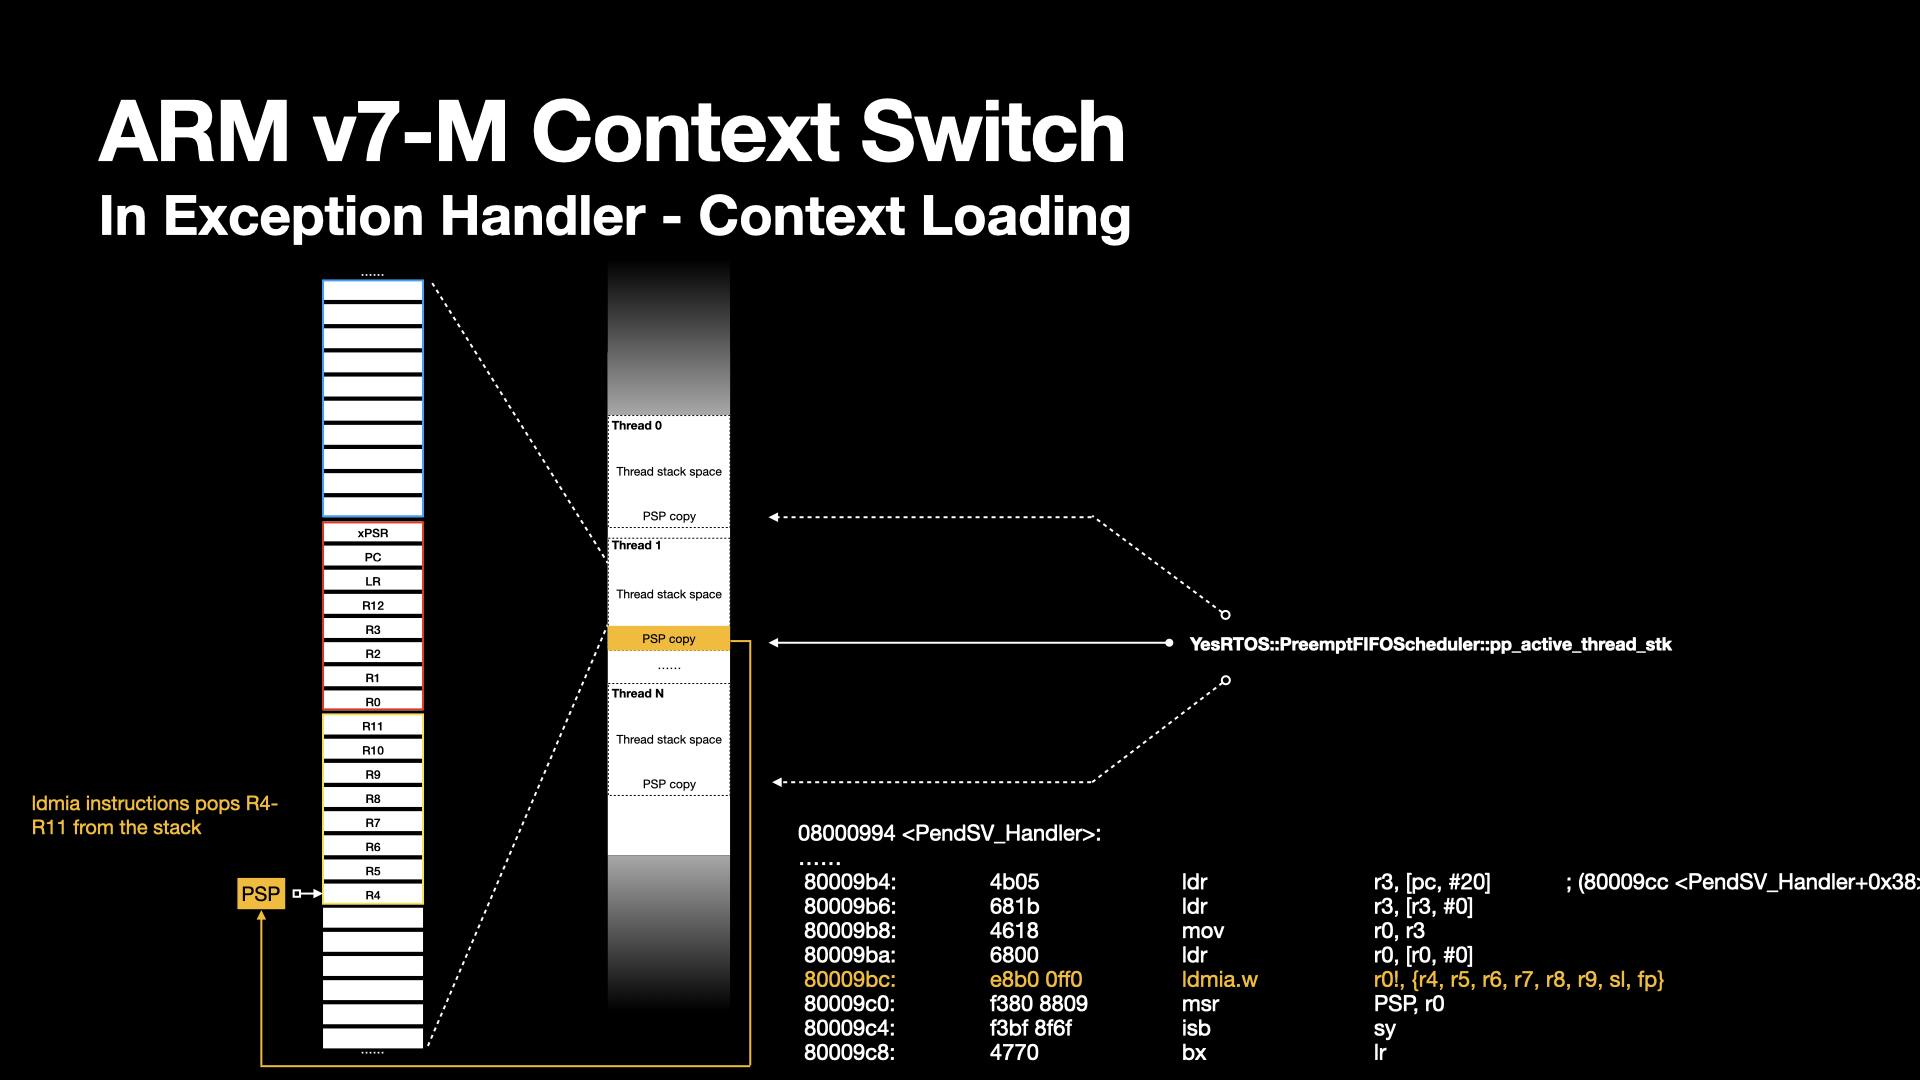 ARM v7-M Context Switch
In Exception Handler - Context Loading
......
xPSR
PC
LR
R12
R3
R2
R1
R0
R11
R10
R9
R8
R7
R6
R5
R4
......
ldmia instructions pops R4-
R11 from the stack
PSP
Thread 0
Thread stack space
PSP copy
Thread 1
Thread stack space
PSP copy
......
Thread N
Thread stack space
PSP copy
YesRTOS::PreemptFIFOScheduler::pp_active_thread_stk
08000994 <PendSV_Handler>:
......
80009b4: 4b05 ldr r3, [pc, #20] ; (80009cc <PendSV_Handler+0x38>
80009b6: 681b ldr r3, [r3, #0]
80009b8: 4618 mov r0, r3
80009ba: 6800 ldr r0, [r0, #0]
80009bc: e8b0 0ff0 ldmia.w r0!, {r4, r5, r6, r7, r8, r9, sl, fp}
80009c0: f380 8809 msr PSP, r0
80009c4: f3bf 8f6f isb sy
80009c8: 4770 bx lr